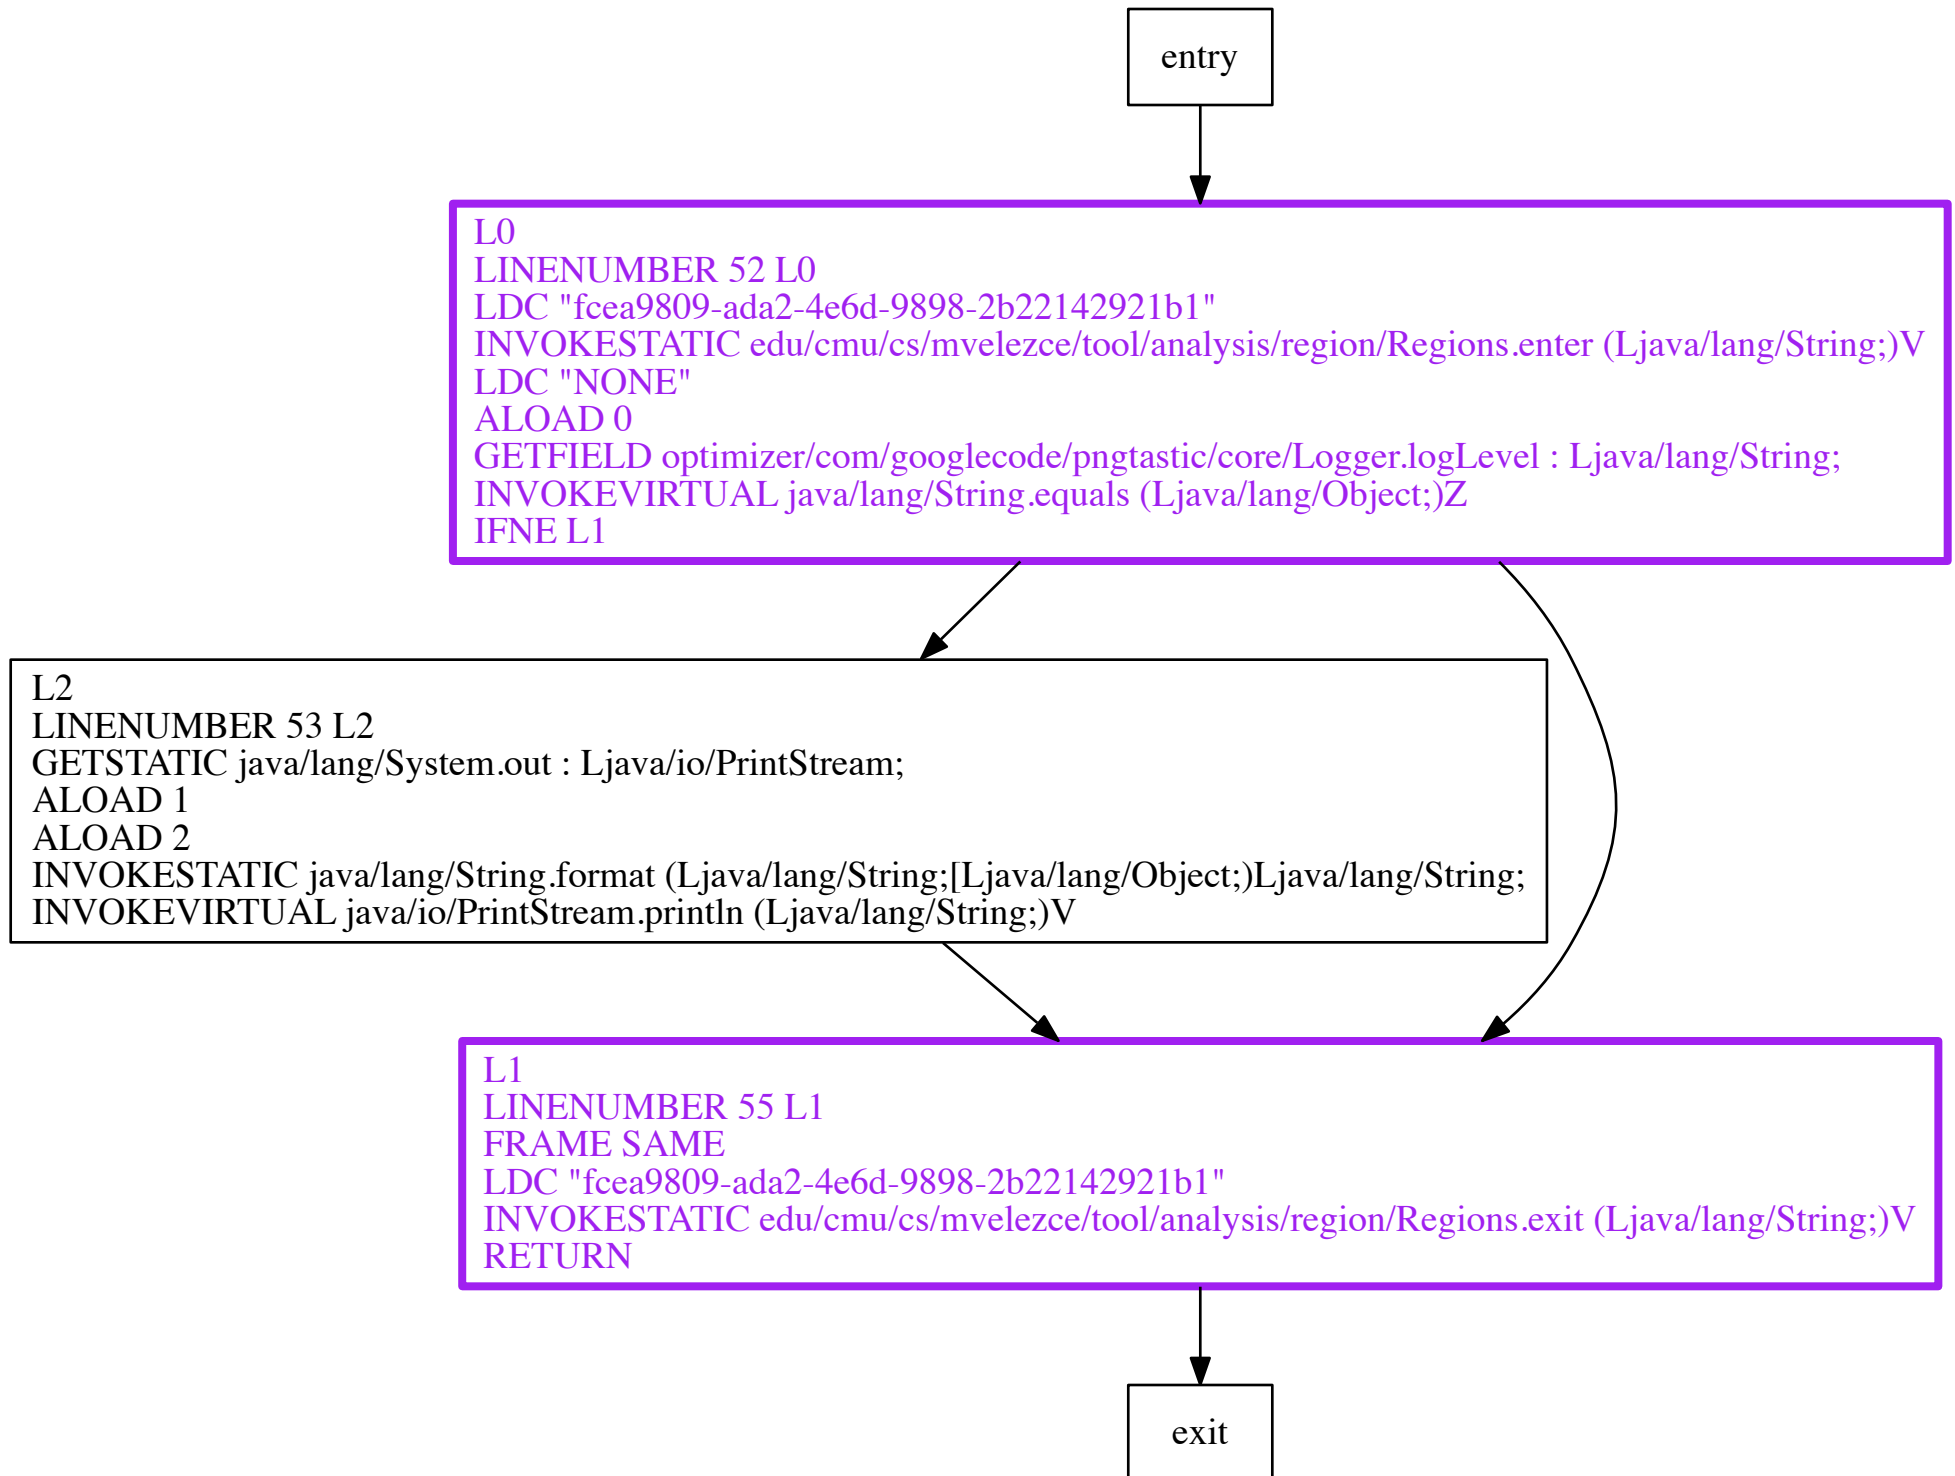 entry
L0
LINENUMBER 52 L0
LDC "fcea9809-ada2-4e6d-9898-2b22142921b1"
INVOKESTATIC edu/cmu/cs/mvelezce/tool/analysis/region/Regions.enter (Ljava/lang/String;)V
LDC "NONE"
ALOAD 0
GETFIELD optimizer/com/googlecode/pngtastic/core/Logger.logLevel : Ljava/lang/String;
INVOKEVIRTUAL java/lang/String.equals (Ljava/lang/Object;)Z
IFNE L1
L2
LINENUMBER 53 L2
GETSTATIC java/lang/System.out : Ljava/io/PrintStream;
ALOAD 1
ALOAD 2
INVOKESTATIC java/lang/String.format (Ljava/lang/String;[Ljava/lang/Object;)Ljava/lang/String;
INVOKEVIRTUAL java/io/PrintStream.println (Ljava/lang/String;)V
L1
LINENUMBER 55 L1
FRAME SAME
LDC "fcea9809-ada2-4e6d-9898-2b22142921b1"
INVOKESTATIC edu/cmu/cs/mvelezce/tool/analysis/region/Regions.exit (Ljava/lang/String;)V
RETURN
exit